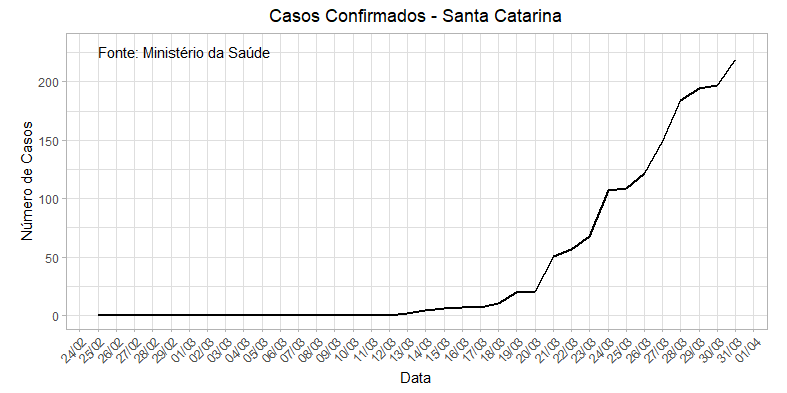 Casos Confirmados - Santa Catarina
Fonte: Ministério da Saúde
Número de Casos
200
150
100
50
0
24/02 25/02 26/02 27/02 28/02 29/02 01/03 02/03 03/03 04/03 05/03 06/03 07/03 08/03 09/03 10/03 11/03 12/03 13/03 14/03 15/03 16/03 17/03 18/03 19/03 20/03 21/03 22/03 23/03 24/03 25/03 26/03 27/03 28/03 29/03 30/03 31/03 01/04
Data